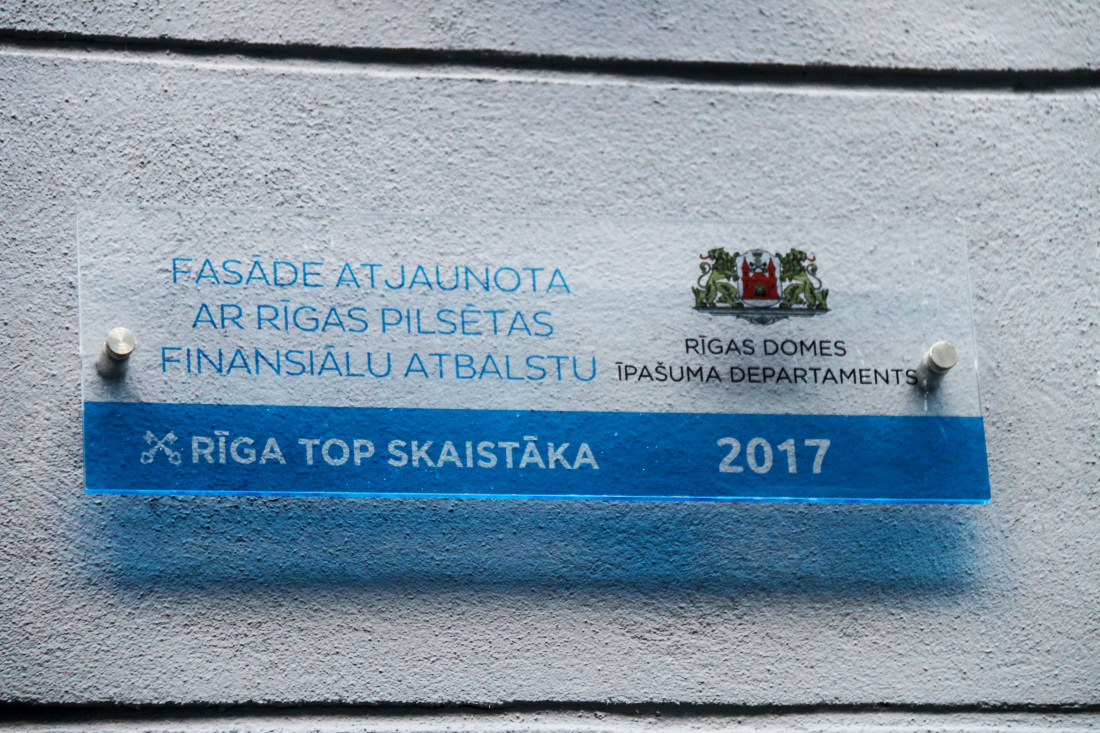 FASĀDE ATJAUNOTA
AR RĪGAS PILSĒTAS
FINANSIĀLU ATBALSTU
RĪGAS DOMES
ĪPAŠUMA DEPARTAMENTS
RĪGA TOP SKAISTĀKA
2017